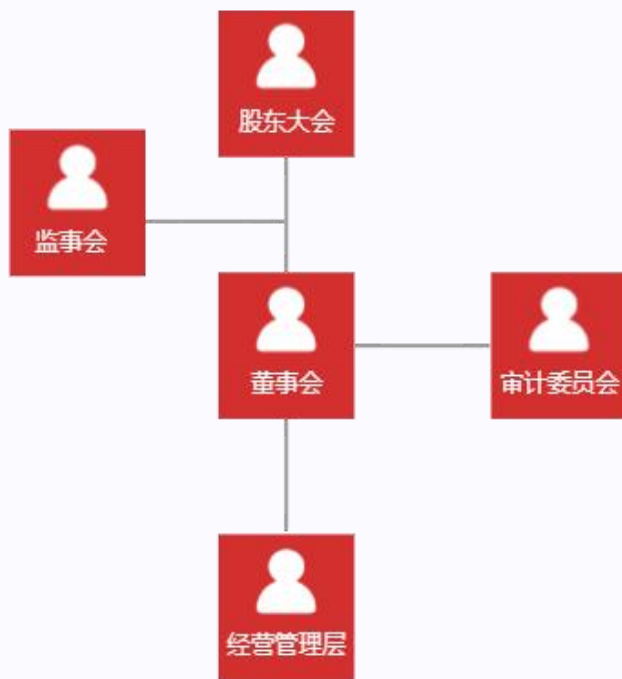 股东大会
监事会
董事会
审计委员会
经营管理层